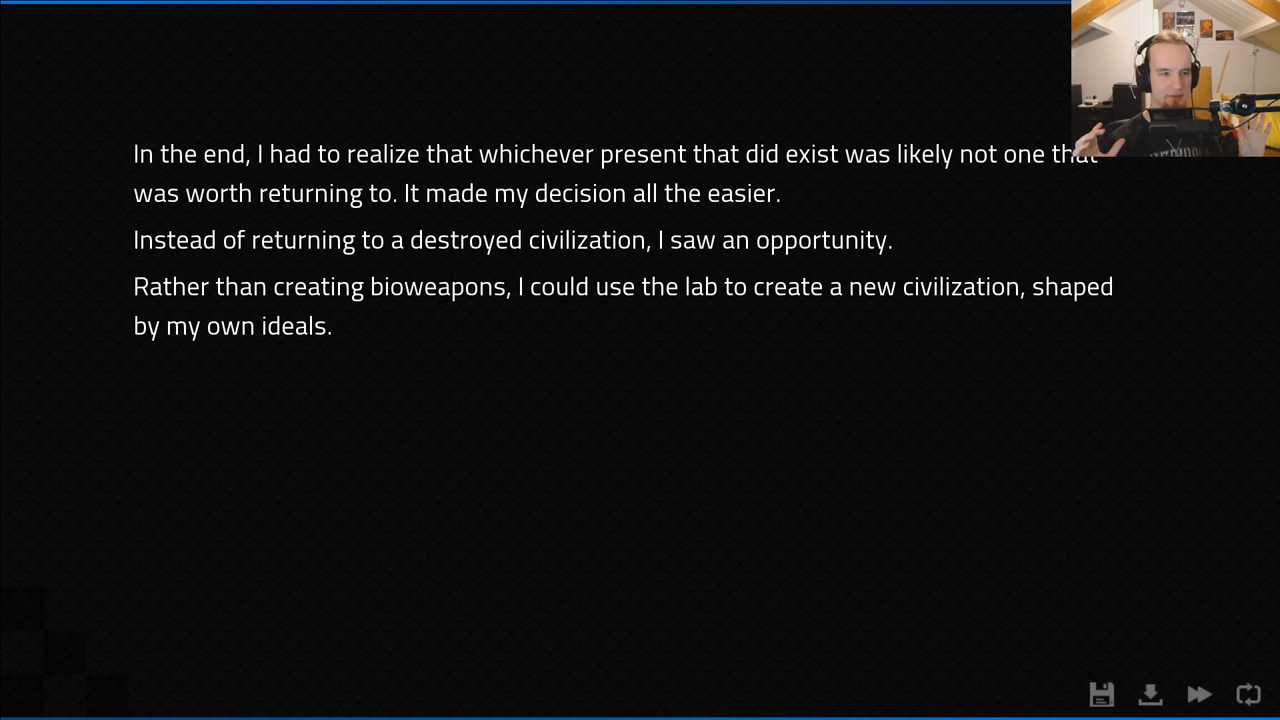 In the end, I had to realize that whichever present that did exist was likely not one that
was worth returning to. It made my decision all the easier.
Instead of returning to a destroyed civilization, I saw an opportunity.
Rather than creating bioweapons, I could use the lab to create a new civilization, shaped
by my own ideals.